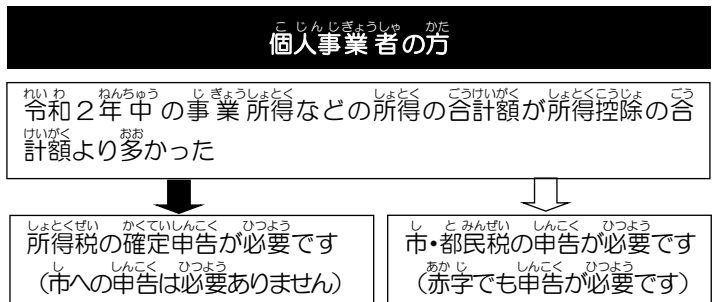 個人事業者の方
令和2年中の事業所得などの所得の合計額が所得控除の合
計額より多かった
所得税の確定申告が必要です
(市への申告は必要ありません)
市・都民税の申告が必要です
(赤字でも申告が必要です)